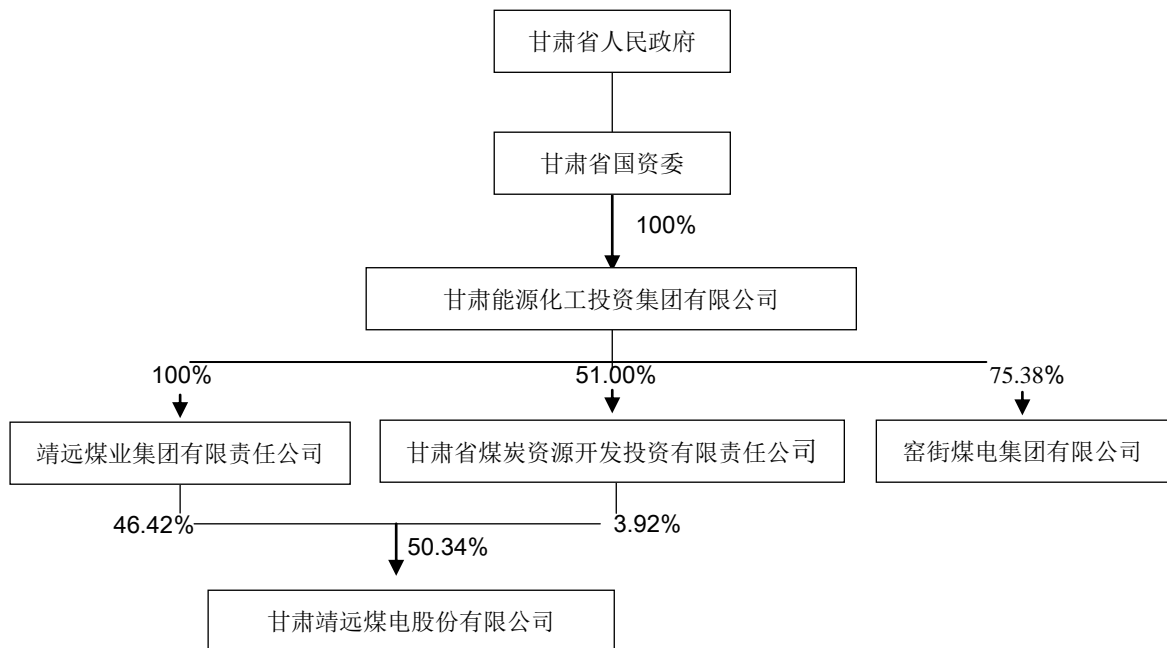 甘肃省人民政府
甘肃省国资委
100%
甘肃能源化工投资集团有限公司
100%
51.00%
75.38%
靖远煤业集团有限责任公司
甘肃省煤炭资源开发投资有限责任公司
窑街煤电集团有限公司
46.42%
3.92%
50.34%
甘肃靖远煤电股份有限公司